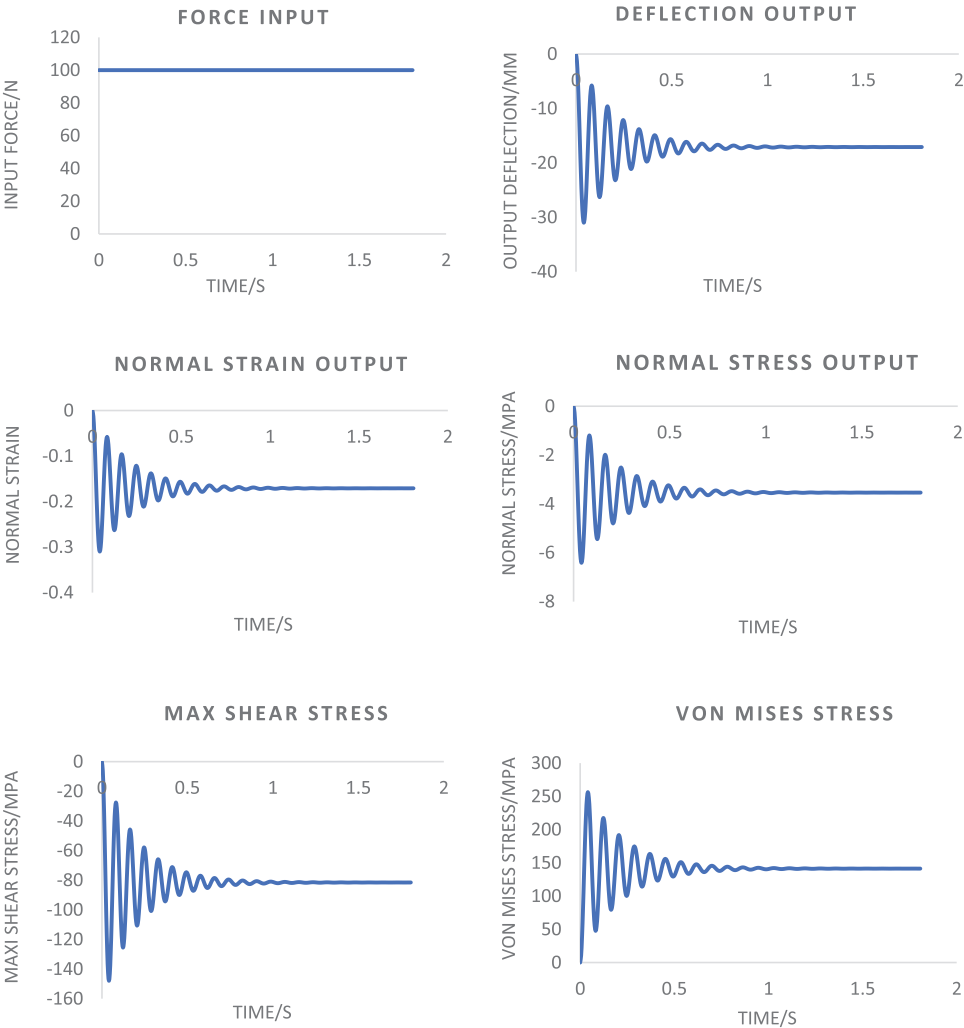 FORCE INPUT
INPUT FORCE/N
120
100
80
60
40
20
0
0 0.5 1 1.5 2
TIME/S
DEFLECTION OUTPUT
OUTPUT DEFLECTION/MM
0
0 0.5 1 1.5 2
-10
-20
-30
-40
TIME/S
NORMAL STRAIN OUTPUT
NORMAL STRAIN
0
0 0.5 1 1.5 2
-0.1
-0.2
-0.3
-0.4
TIME/S
NORMAL STRESS OUTPUT
NORMAL STRESS/MPA
0
0 0.5 1 1.5 2
-2
-4
-6
-8
TIME/S
MAX SHEAR STRESS
MAXI SHEAR STRESS/MPA
0
0 0.5 1 1.5 2
-20
-40
-60
-80
-100
-120
-140
-160
TIME/S
VON MISES STRESS
VON MISES STRESS/MPA
300
250
200
150
100
50
0
0 0.5 1 1.5 2
TIME/S